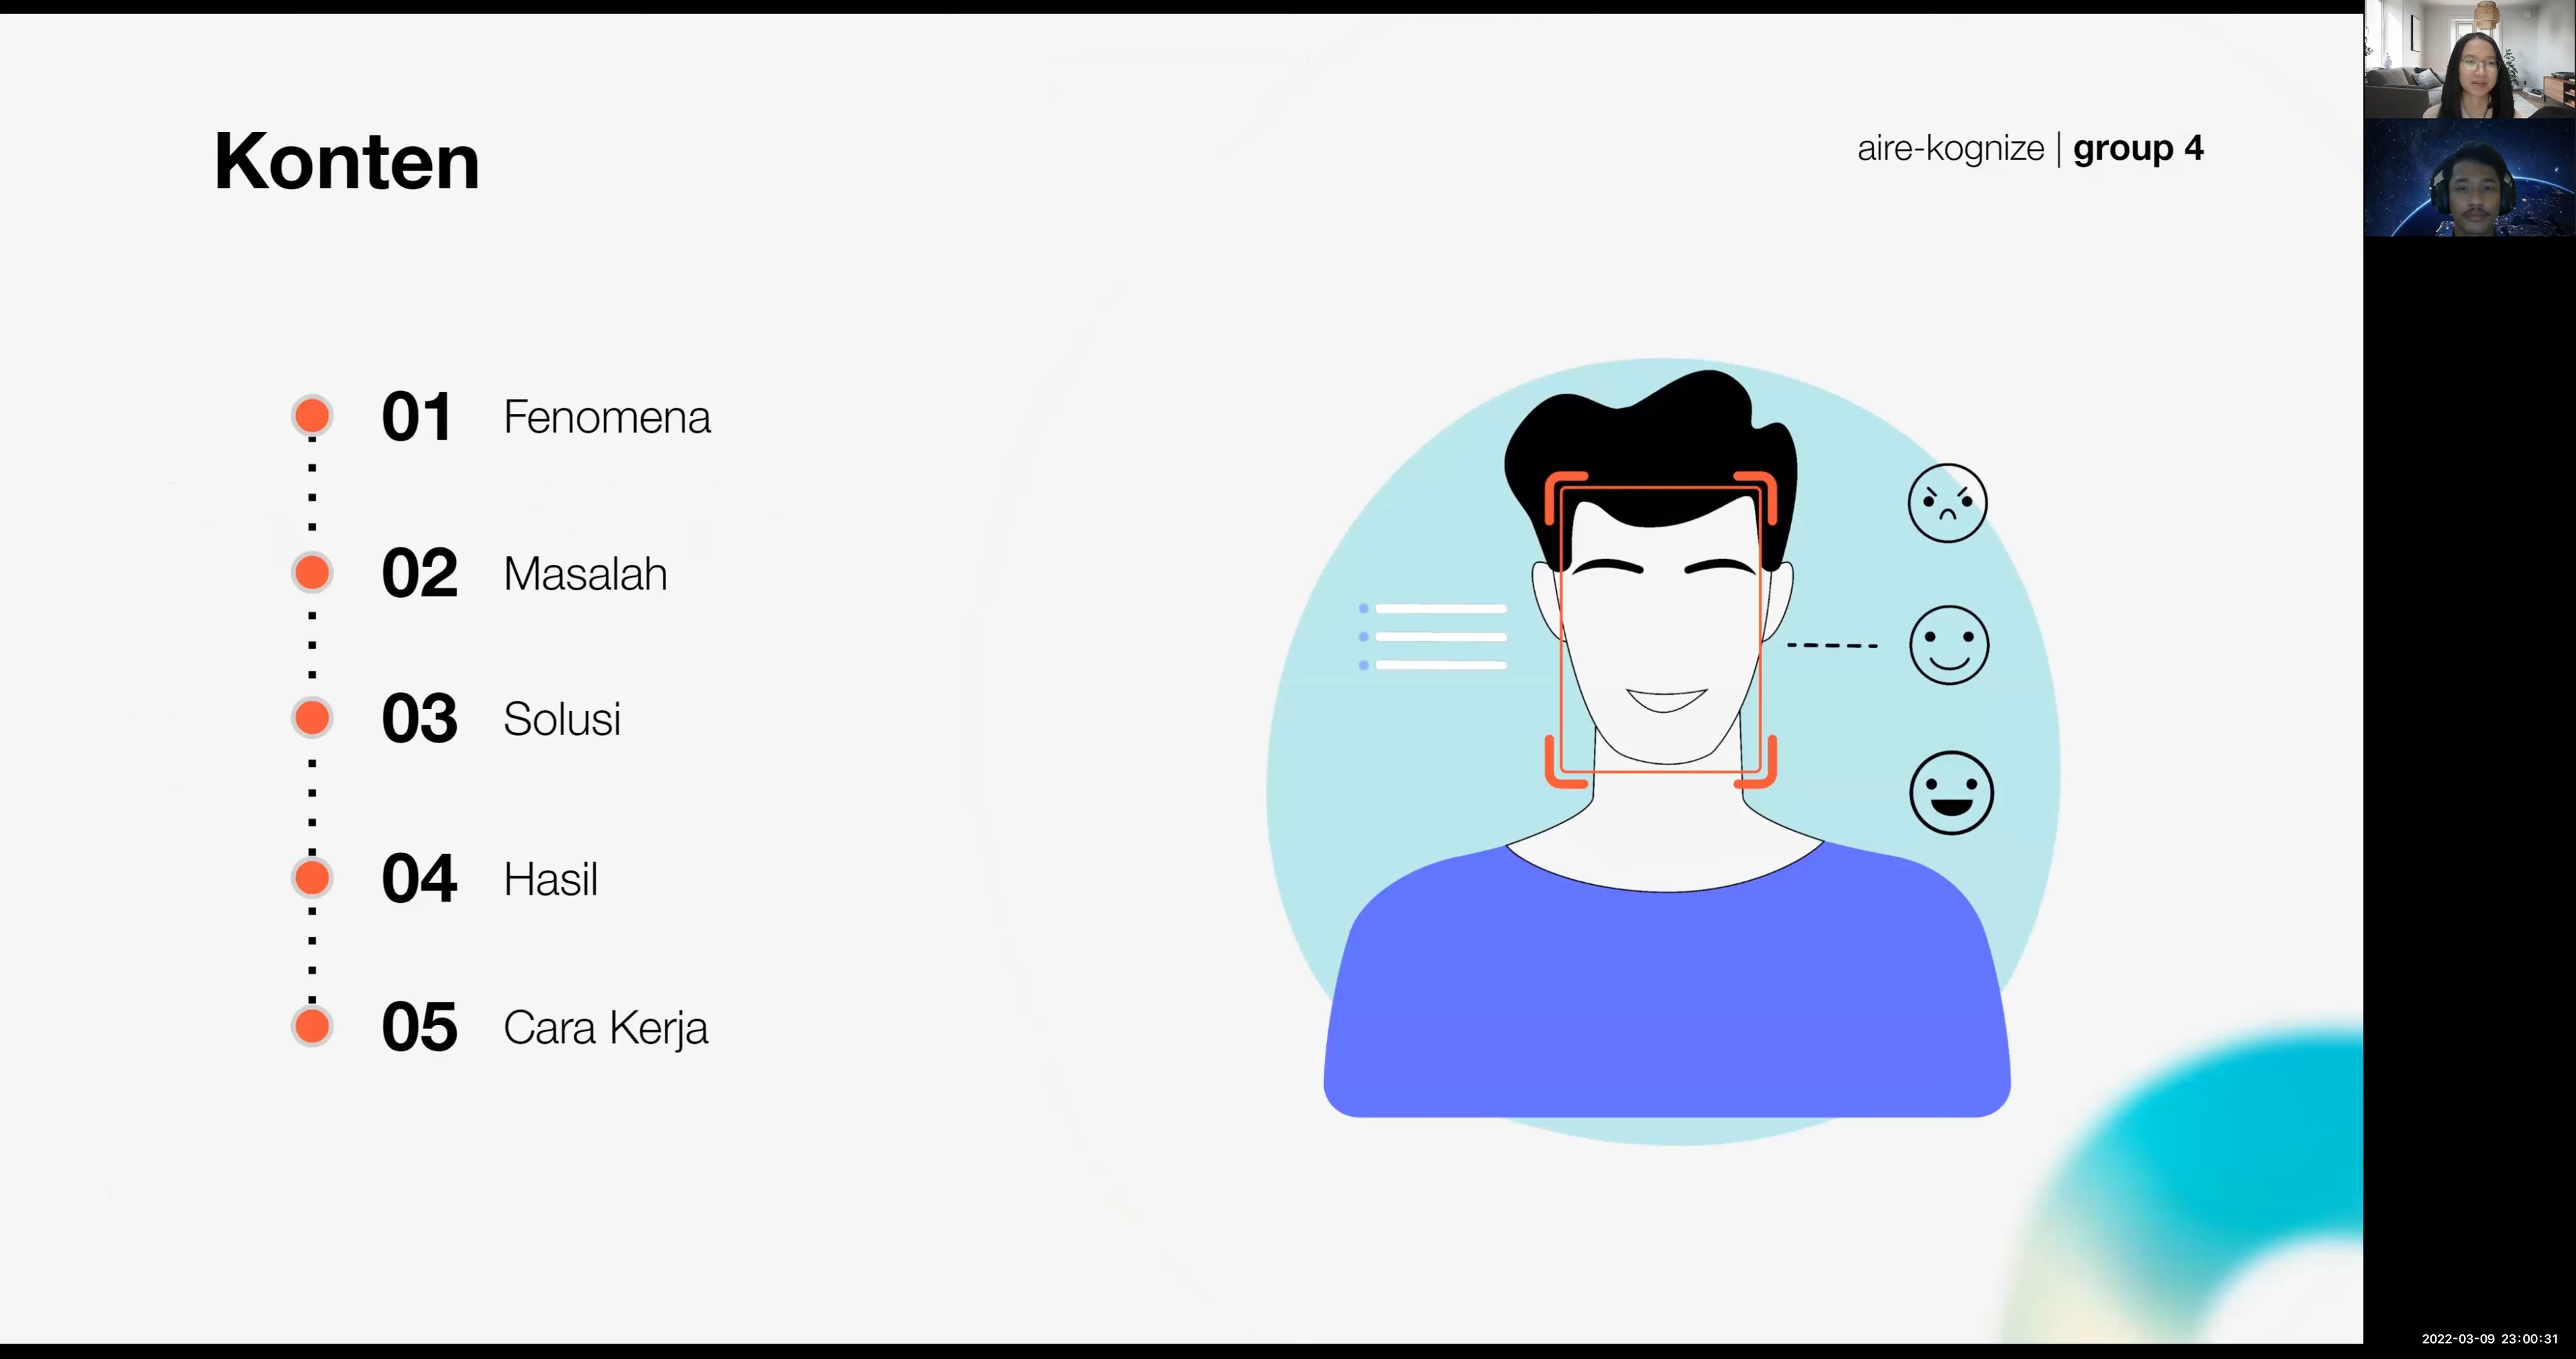 Konten
aire-kognize | group 4
01 Fenomena
02 Masalah
03 Solusi
04 Hasil
05 Cara Kerja
2022-03-09 23:00:31